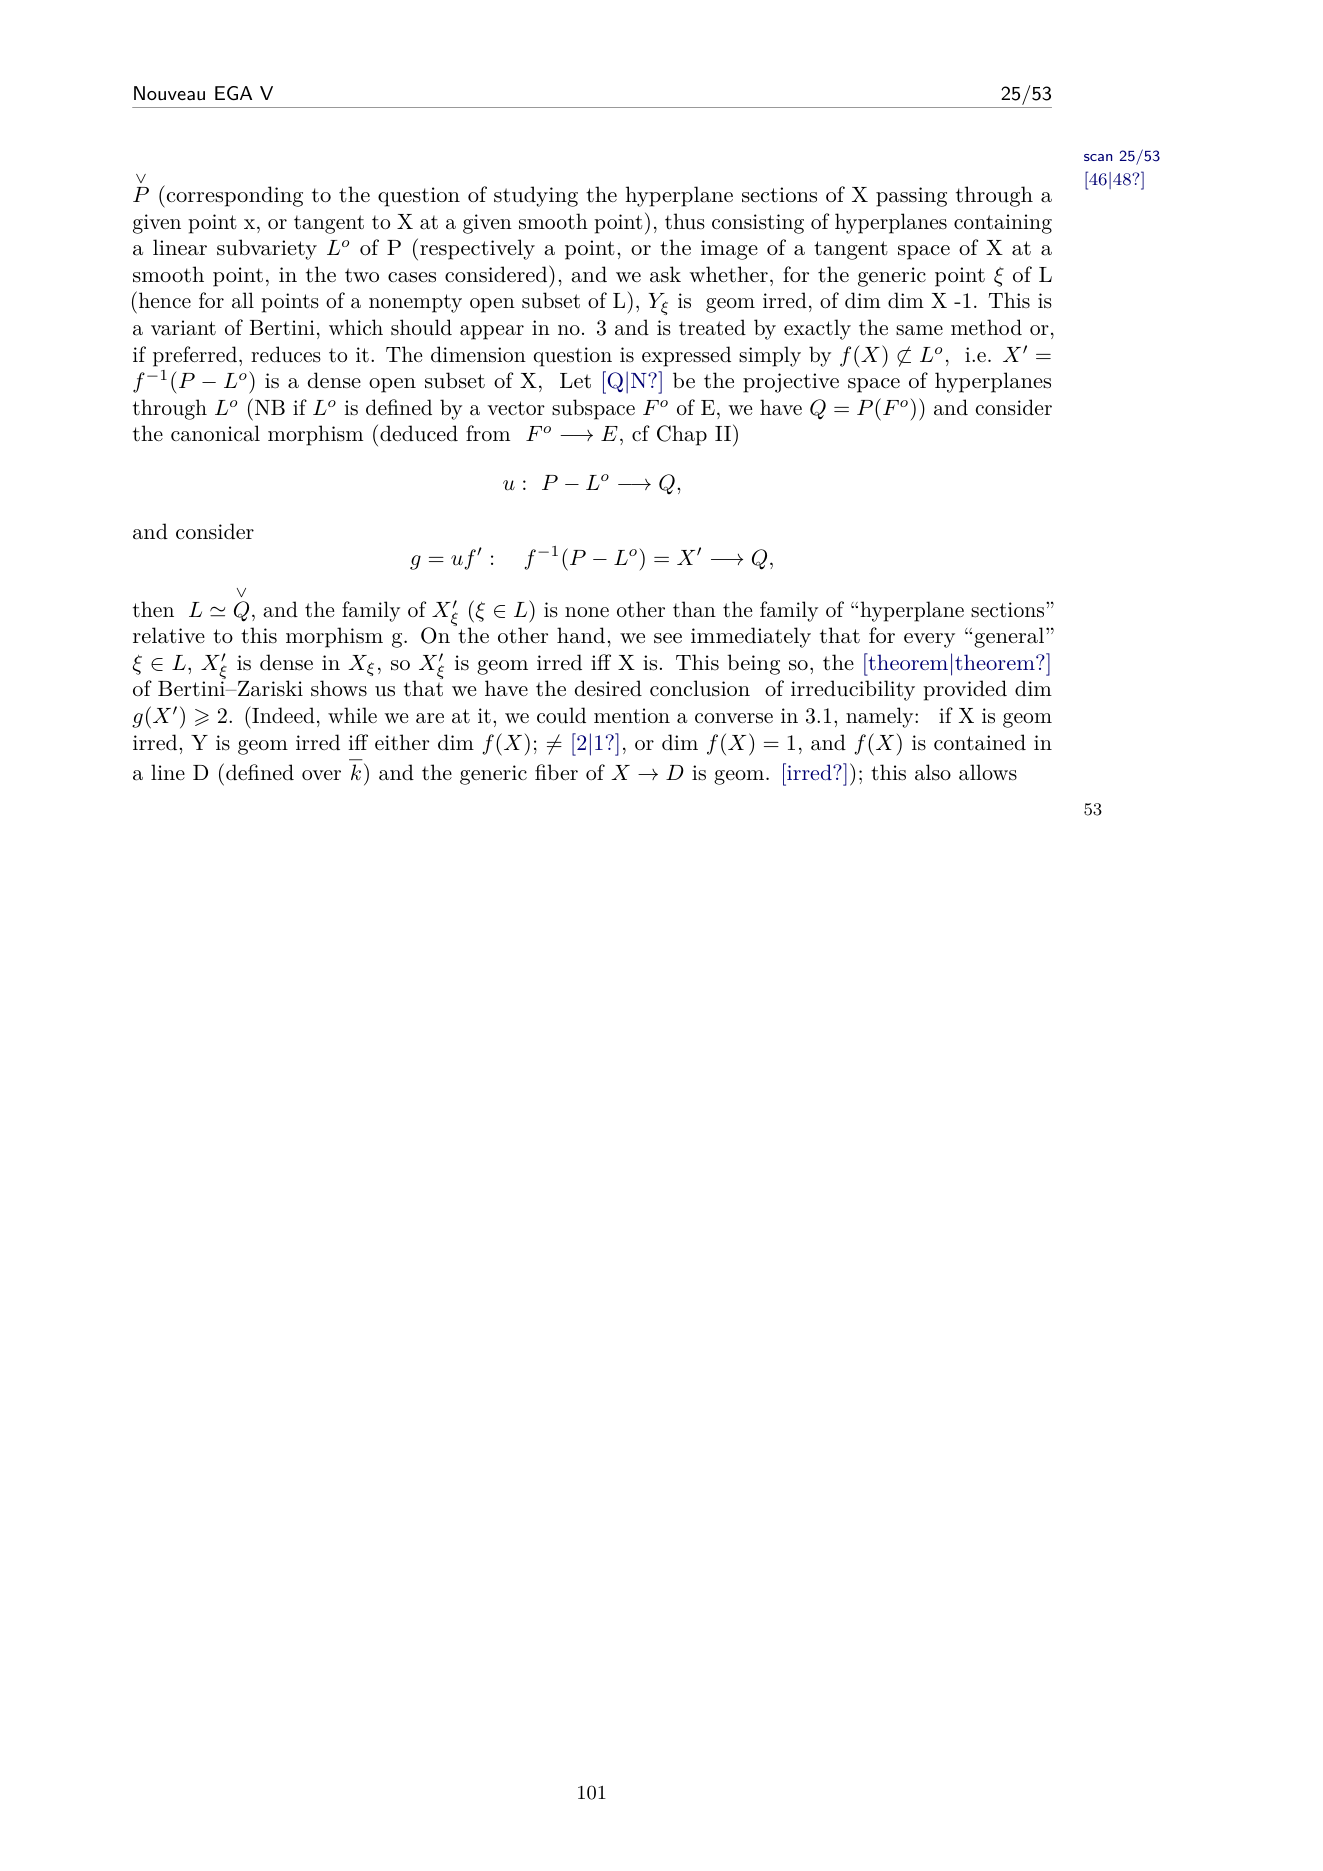 Nouveau EGA V 25/53
scan 25/53
[46|48?]
P̌ (corresponding to the question of studying the hyperplane sections of X passing through a
given point x, or tangent to X at a given smooth point), thus consisting of hyperplanes containing
a linear subvariety Lᵒ of P (respectively a point, or the image of a tangent space of X at a
smooth point, in the two cases considered), and we ask whether, for the generic point ξ of L
(hence for all points of a nonempty open subset of L), Y_ξ is geom irred, of dim dim X -1. This is
a variant of Bertini, which should appear in no. 3 and is treated by exactly the same method or,
if preferred, reduces to it. The dimension question is expressed simply by f(X) ⊄ Lᵒ, i.e. X′ =
f⁻¹(P − Lᵒ) is a dense open subset of X, Let [Q|N?] be the projective space of hyperplanes
through Lᵒ (NB if Lᵒ is defined by a vector subspace Fᵒ of E, we have Q = P(Fᵒ)) and consider
the canonical morphism (deduced from Fᵒ ⟶ E, cf Chap II)
u : P − Lᵒ ⟶ Q,
and consider
g = uf′ : f⁻¹(P − Lᵒ) = X′ ⟶ Q,
then L ≃ Q̌, and the family of X′_ξ (ξ ∈ L) is none other than the family of “hyperplane sections”
relative to this morphism g. On the other hand, we see immediately that for every “general”
ξ ∈ L, X′_ξ is dense in X_ξ, so X′_ξ is geom irred iff X is. This being so, the [theorem|theorem?]
of Bertini–Zariski shows us that we have the desired conclusion of irreducibility provided dim
g(X′) ⩾ 2. (Indeed, while we are at it, we could mention a converse in 3.1, namely: if X is geom
irred, Y is geom irred iff either dim f(X); ≠ [2|1?], or dim f(X) = 1, and f(X) is contained in
a line D (defined over k̅) and the generic fiber of X → D is geom. [irred?]); this also allows
53
101